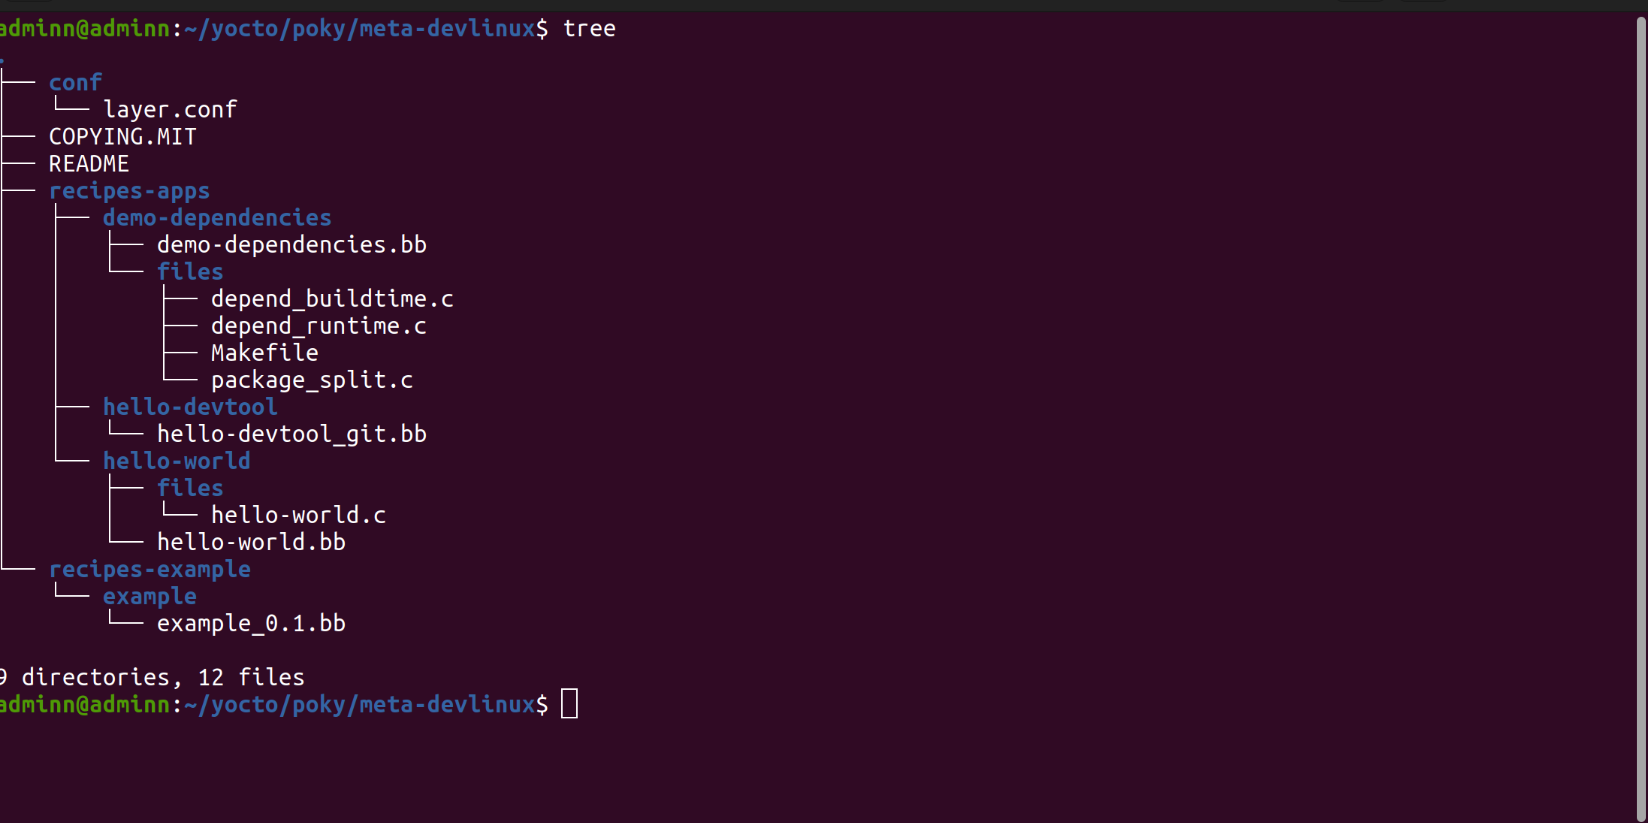 adminn@adminn:~/yocto/poky/meta-devlinux$ tree
.
├── conf
│   └── layer.conf
├── COPYING.MIT
├── README
├── recipes-apps
│   ├── demo-dependencies
│   │   ├── demo-dependencies.bb
│   │   └── files
│   │       ├── depend_buildtime.c
│   │       ├── depend_runtime.c
│   │       ├── Makefile
│   │       └── package_split.c
│   ├── hello-devtool
│   │   └── hello-devtool_git.bb
│   └── hello-world
│       ├── files
│       │   └── hello-world.c
│       └── hello-world.bb
└── recipes-example
    └── example
        └── example_0.1.bb

9 directories, 12 files
adminn@adminn:~/yocto/poky/meta-devlinux$